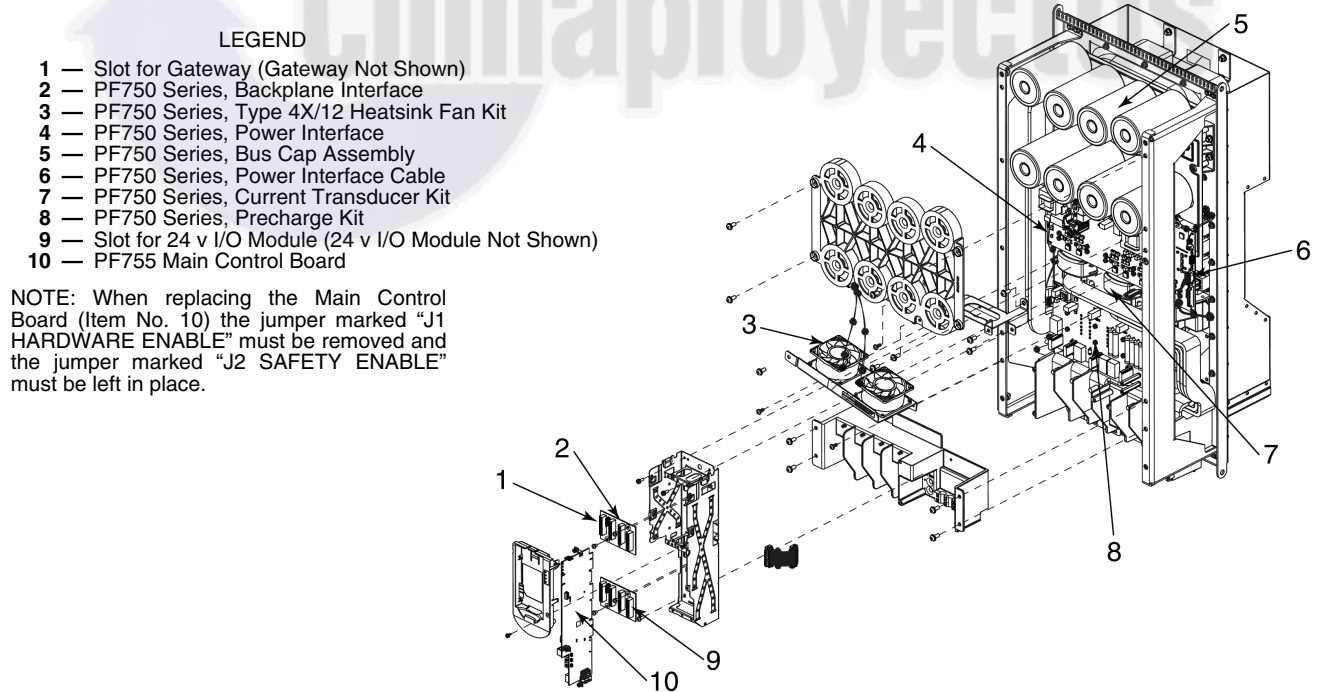 Climaproyectos
LEGEND
1 — Slot for Gateway (Gateway Not Shown)
2 — PF750 Series, Backplane Interface
3 — PF750 Series, Type 4X/12 Heatsink Fan Kit
4 — PF750 Series, Power Interface
5 — PF750 Series, Bus Cap Assembly
6 — PF750 Series, Power Interface Cable
7 — PF750 Series, Current Transducer Kit
8 — PF750 Series, Precharge Kit
9 — Slot for 24 v I/O Module (24 v I/O Module Not Shown)
10 — PF755 Main Control Board
NOTE: When replacing the Main Control
Board (Item No. 10) the jumper marked “J1
HARDWARE ENABLE” must be removed and
the jumper marked “J2 SAFETY ENABLE”
must be left in place.
5
4
6
3
7
2
1
8
9
10